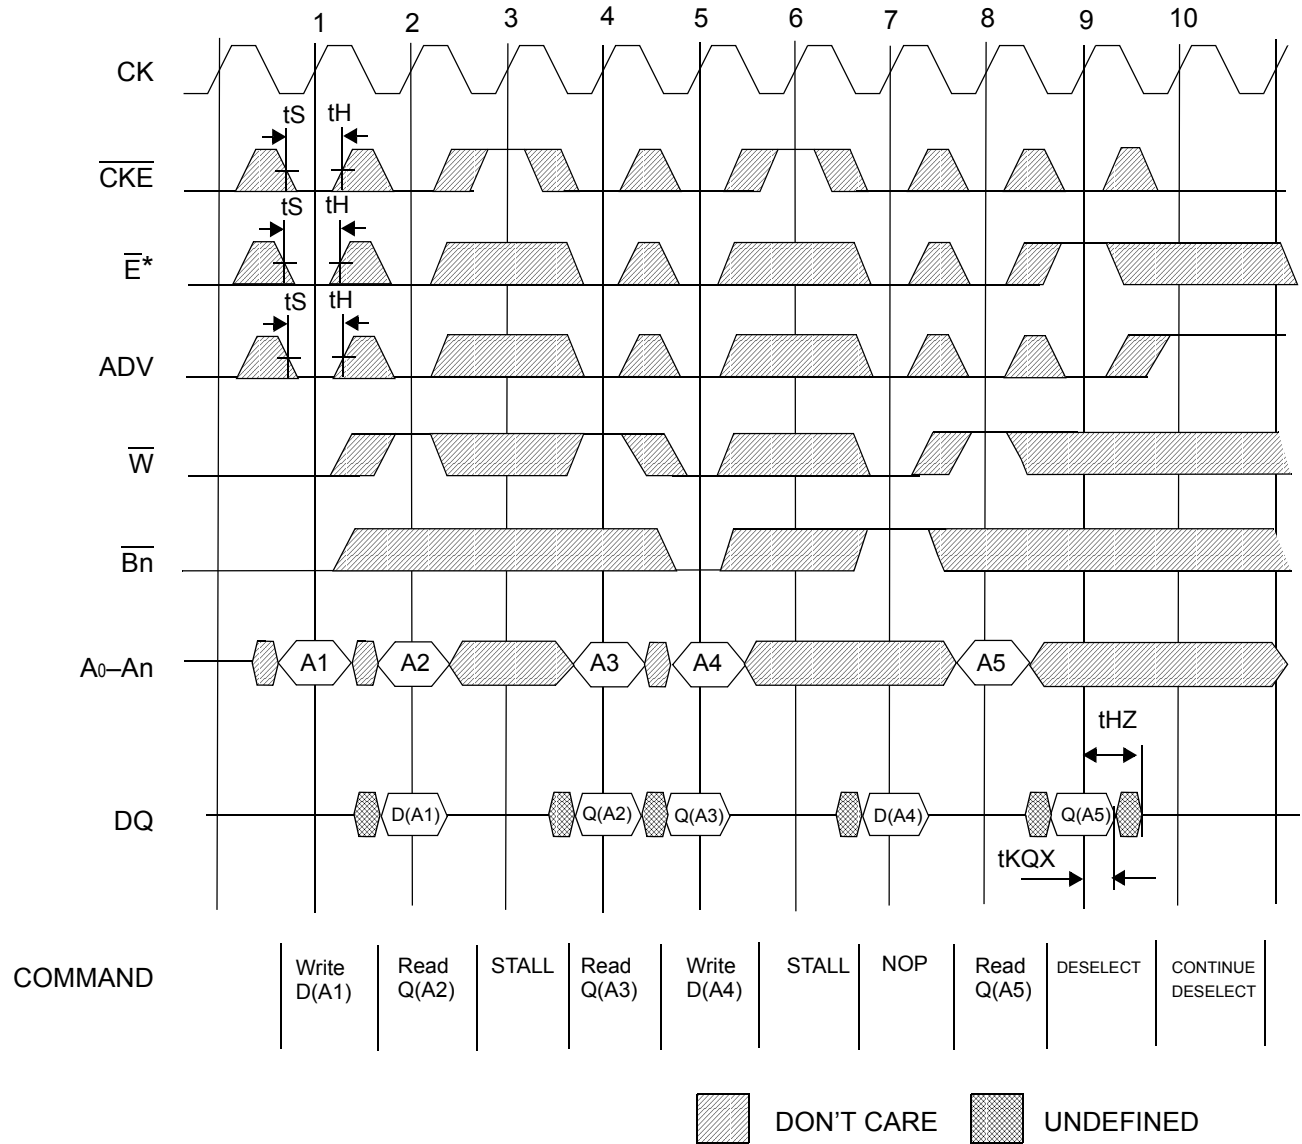 1 2 3 4 5 6 7 8 9 10
CK
tS tH
CKE
tS tH
E*
tS tH
ADV
W
Bn
A0–An A1 A2 A3 A4 A5
tHZ
DQ D(A1) Q(A2) Q(A3) D(A4) Q(A5)
tKQX
COMMAND
Write
D(A1)
Read
Q(A2)
STALL
Read
Q(A3)
Write
D(A4)
STALL
NOP
Read
Q(A5)
DESELECT
CONTINUE
DESELECT
DON'T CARE
UNDEFINED